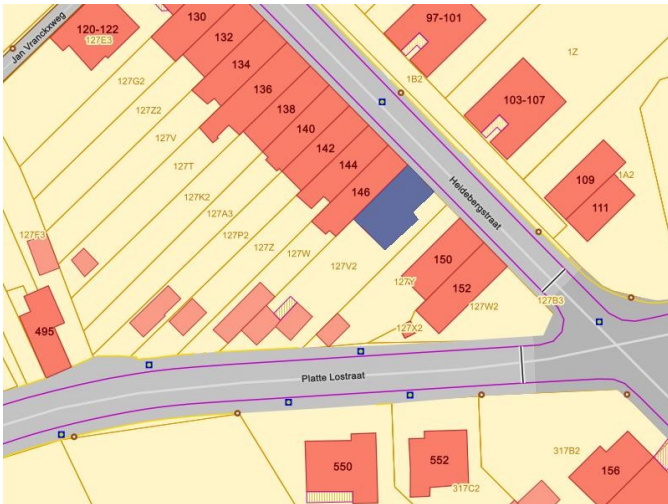 130
97-101
120-122
127E3
132
Jan Vranckxweg
134
1Z
127G2
136
1B2
103-107
127Z2
138
127V
140
142
127T
144
109
1A2
127K2
146
Heidebergstraat
111
127A3
127F3
127P2
127Z
127W
150
127V2
127Y
152
127B3
127W2
495
127X2
Platte Lostraat
317B2
550
552
156
317C2